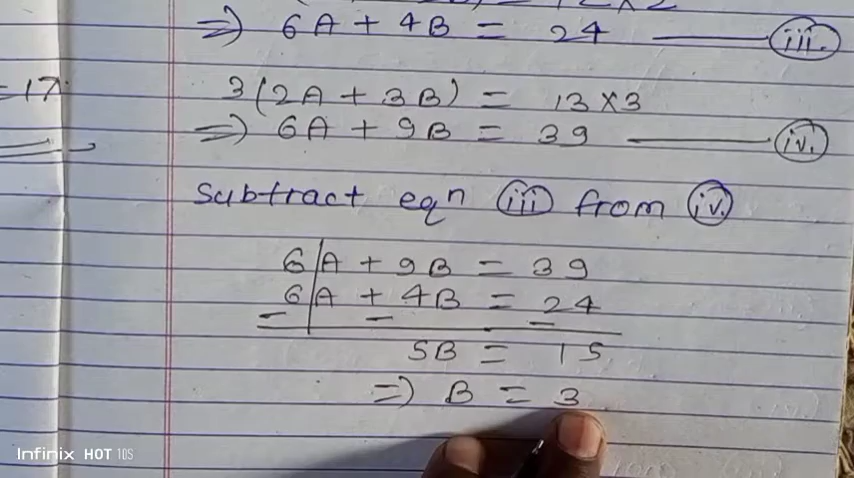 ⇒ 6A + 4B = 24 —— iii.
=17
3(2A + 3B) = 13×3
⇒ 6A + 9B = 39 —— iv.
Subtract eqn iii from iv.
6A + 9B = 39
6A + 4B = 24
- - -
5B = 15
⇒ B = 3
Infinix HOT 10S